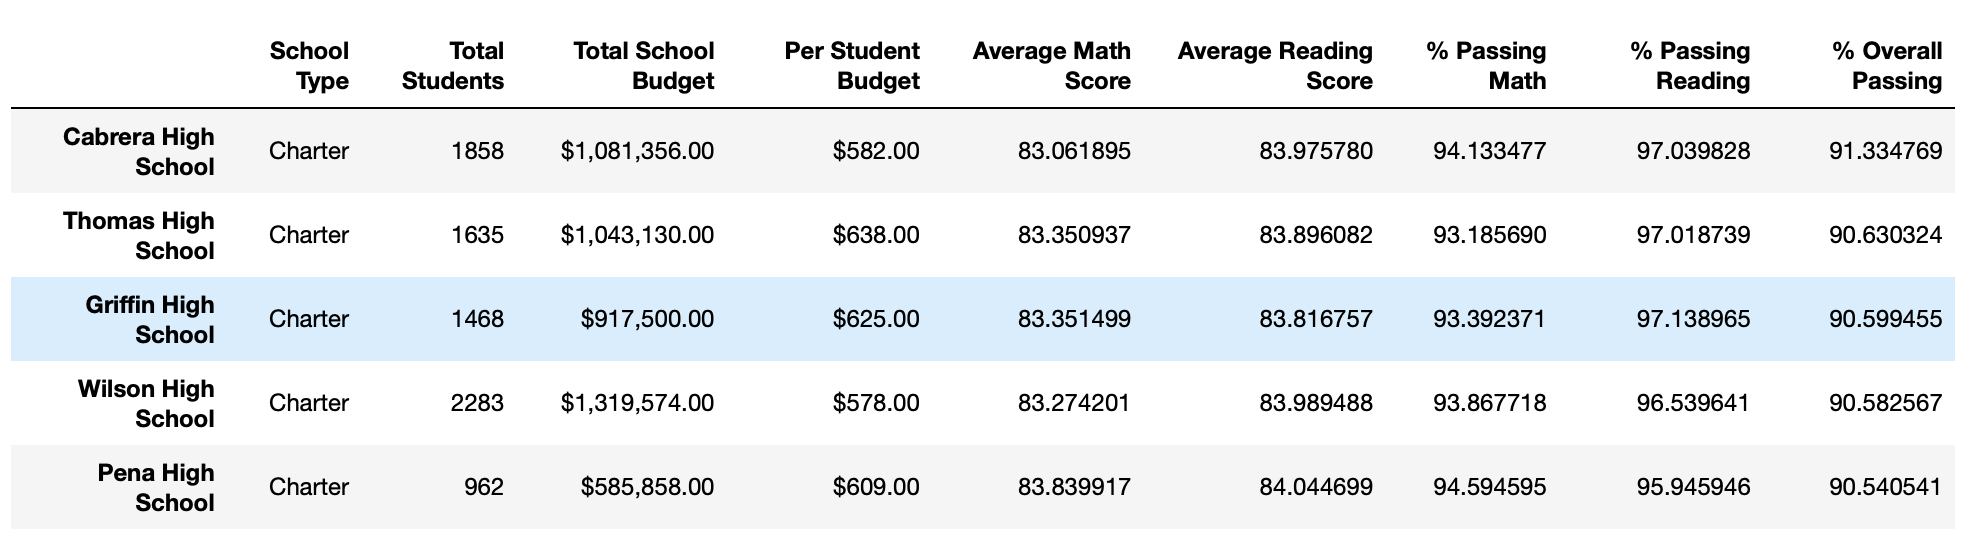 School Type Total Students Total School Budget Per Student Budget Average Math Score Average Reading Score % Passing Math % Passing Reading % Overall Passing
Cabrera High School Charter 1858 $1,081,356.00 $582.00 83.061895 83.975780 94.133477 97.039828 91.334769
Thomas High School Charter 1635 $1,043,130.00 $638.00 83.350937 83.896082 93.185690 97.018739 90.630324
Griffin High School Charter 1468 $917,500.00 $625.00 83.351499 83.816757 93.392371 97.138965 90.599455
Wilson High School Charter 2283 $1,319,574.00 $578.00 83.274201 83.989488 93.867718 96.539641 90.582567
Pena High School Charter 962 $585,858.00 $609.00 83.839917 84.044699 94.594595 95.945946 90.540541